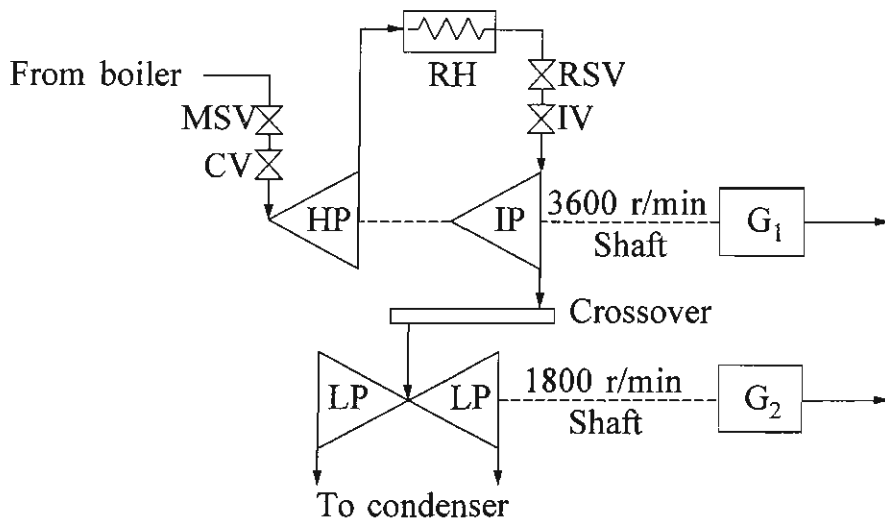 From boiler
MSV
CV
RH
RSV
IV
HP
IP
3600 r/min
Shaft
G₁
Crossover
LP
LP
1800 r/min
Shaft
G₂
To condenser